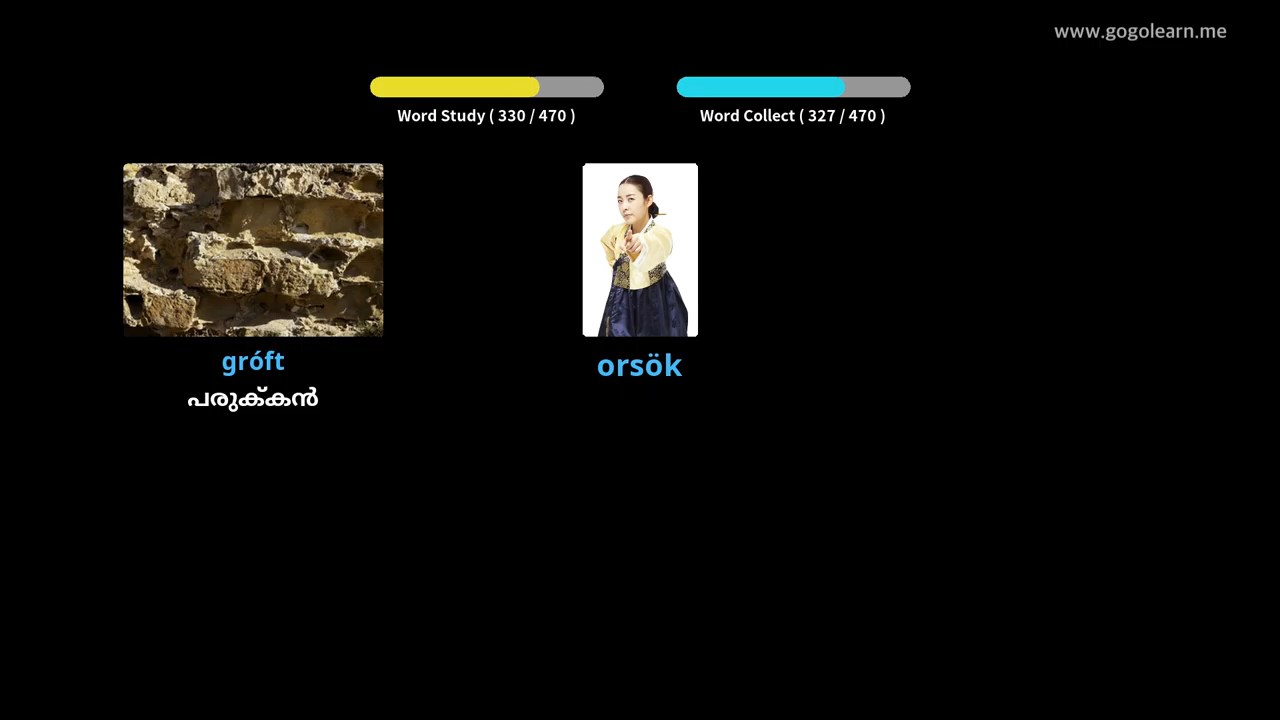 www.gogolearn.me
Word Study ( 330 / 470 )
Word Collect ( 327 / 470 )
gróft
പരുക്കൻ
orsök